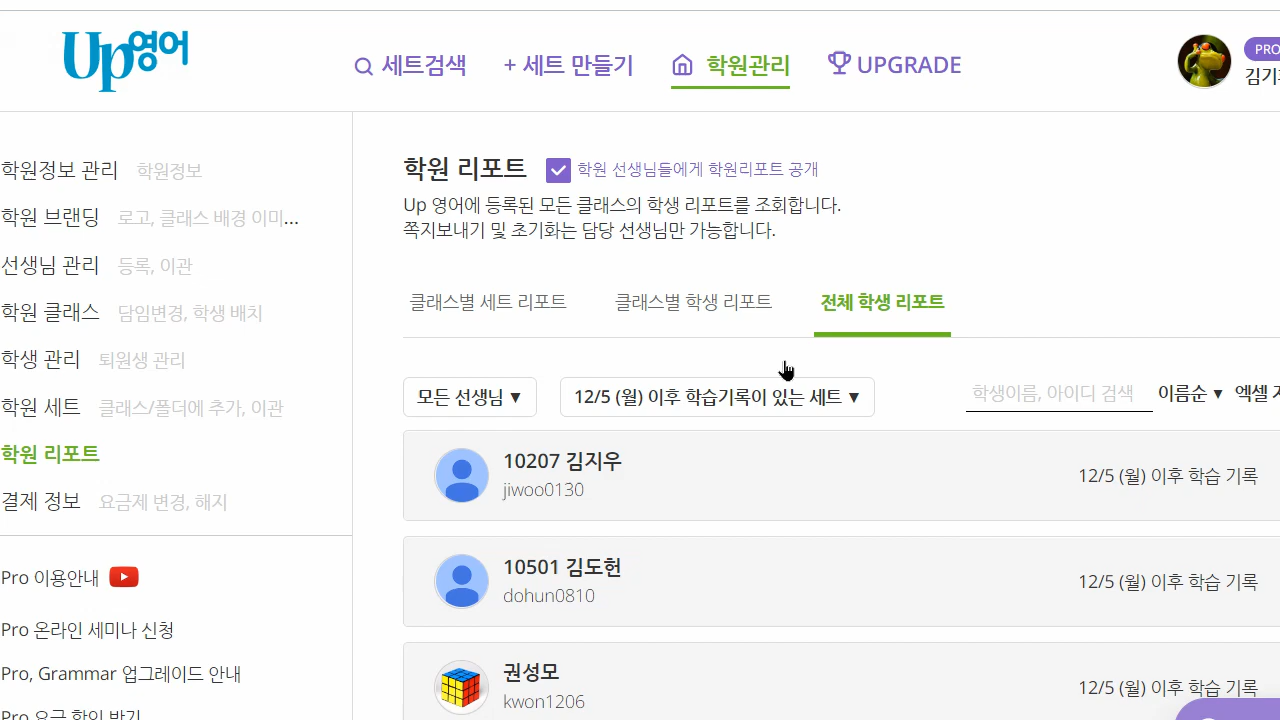 Up영어
세트검색
+ 세트 만들기
학원관리
UPGRADE
PRO
학원정보 관리 학원정보
학원 브랜딩 로고, 클래스 배경 이미...
선생님 관리 등록, 이관
학원 클래스 담임변경, 학생 배치
학생 관리 퇴원생 관리
학원 세트 클래스/폴더에 추가, 이관
학원 리포트
결제 정보 요금제 변경, 해지
Pro 이용안내
Pro 온라인 세미나 신청
Pro, Grammar 업그레이드 안내
Pro 요금 할인 받기
학원 리포트 학원 선생님들에게 학원리포트 공개
Up 영어에 등록된 모든 클래스의 학생 리포트를 조회합니다.
쪽지보내기 및 초기화는 담당 선생님만 가능합니다.
클래스별 세트 리포트 클래스별 학생 리포트 전체 학생 리포트
모든 선생님 ▼ 12/5 (월) 이후 학습기록이 있는 세트 ▼ 학생이름, 아이디 검색 이름순 ▼ 엑셀
10207 김지우
jiwoo0130
12/5 (월) 이후 학습 기록
10501 김도헌
dohun0810
12/5 (월) 이후 학습 기록
권성모
kwon1206
12/5 (월) 이후 학습 기록